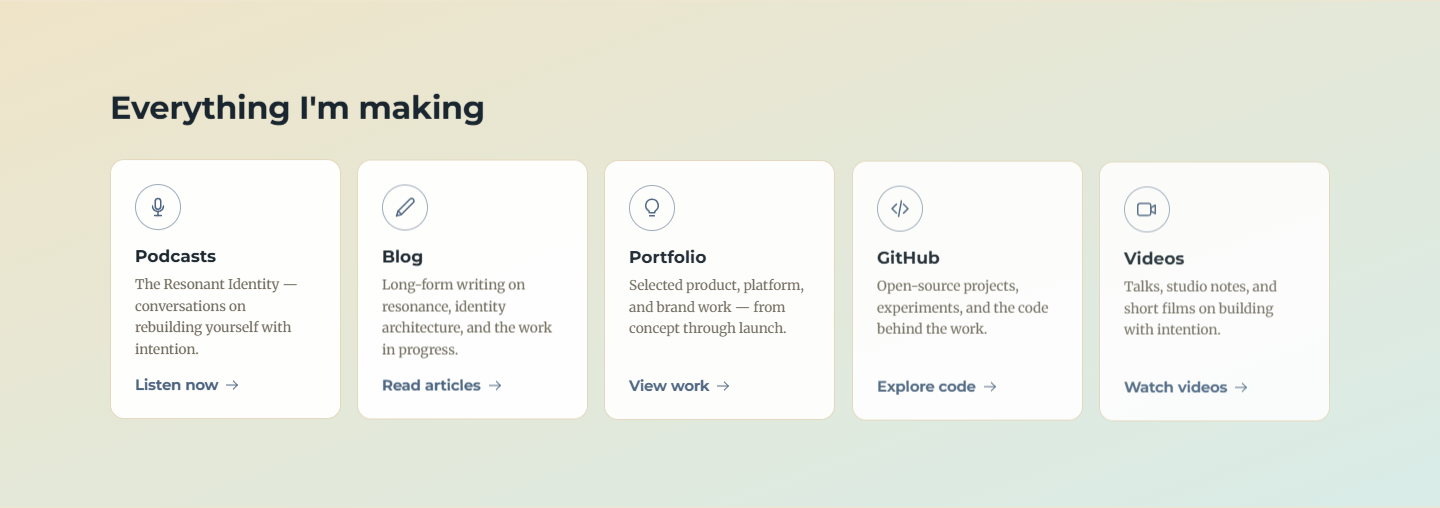 Everything I'm making
Podcasts
The Resonant Identity —
conversations on
rebuilding yourself with
intention.
Listen now →
Blog
Long-form writing on
resonance, identity
architecture, and the work
in progress.
Read articles →
Portfolio
Selected product, platform,
and brand work — from
concept through launch.
View work →
GitHub
Open-source projects,
experiments, and the code
behind the work.
Explore code →
Videos
Talks, studio notes, and
short films on building
with intention.
Watch videos →